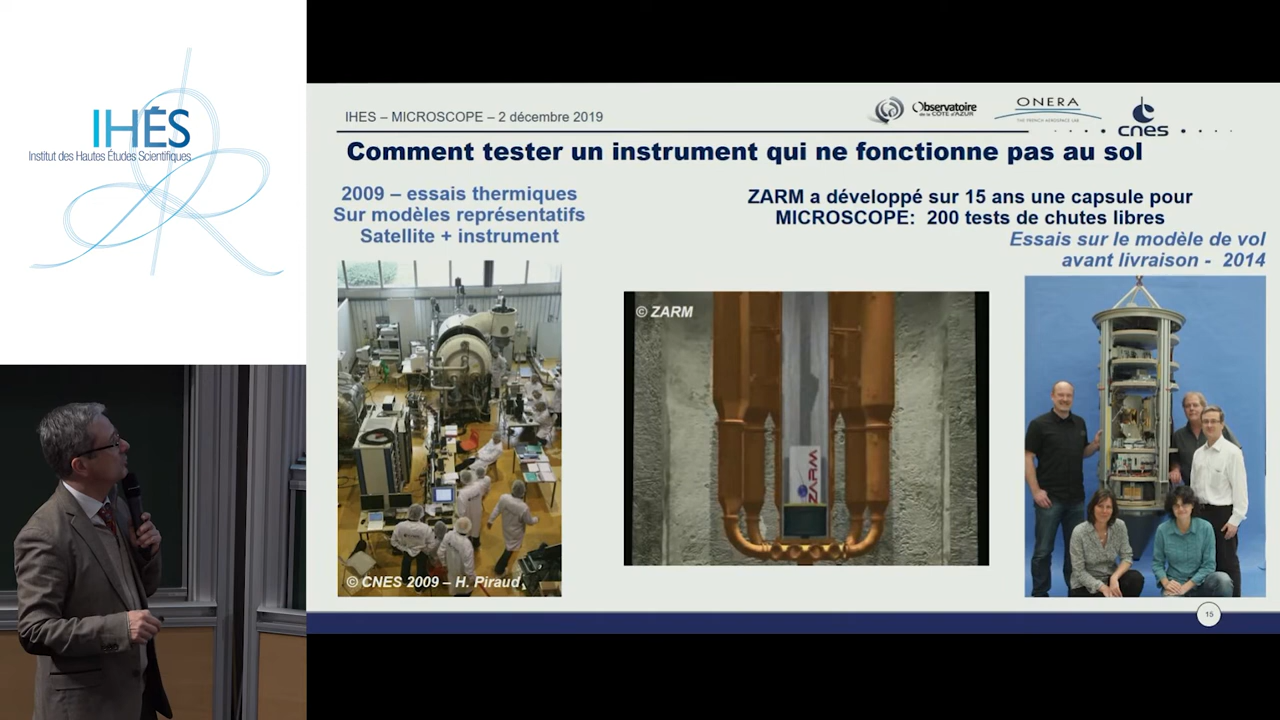 IHÉS
Institut des Hautes Études Scientifiques
IHES – MICROSCOPE – 2 décembre 2019
Observatoire
de la CÔTE d'AZUR
ONERA
THE FRENCH AEROSPACE LAB
cnes
Comment tester un instrument qui ne fonctionne pas au sol
2009 – essais thermiques
Sur modèles représentatifs
Satellite + instrument
ZARM a développé sur 15 ans une capsule pour
MICROSCOPE: 200 tests de chutes libres
Essais sur le modèle de vol
avant livraison - 2014
© ZARM
ZARM
© CNES 2009 – H. Piraud
15